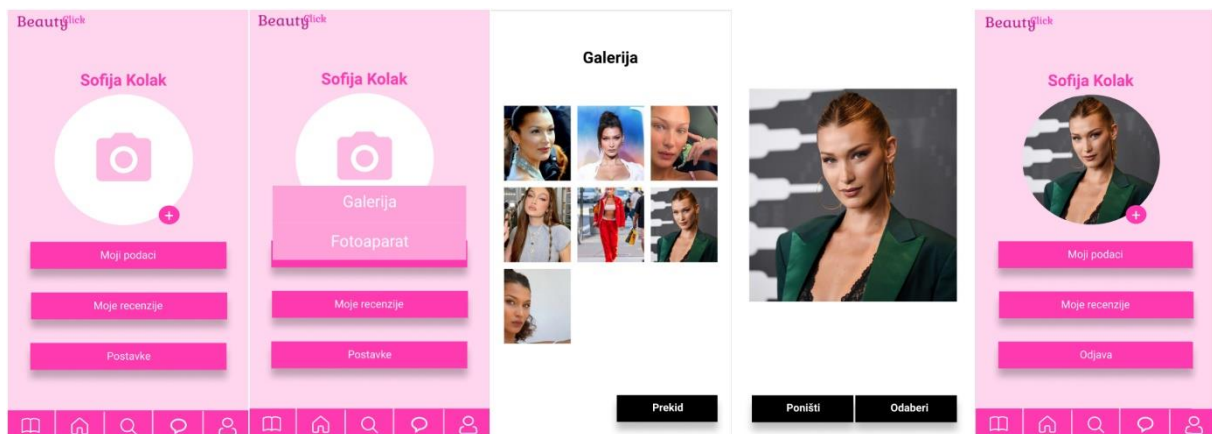 BeautyClick
Sofija Kolak
+
Moji podaci
Moje recenzije
Postavke
BeautyClick
Sofija Kolak
Galerija
Fotoaparat
Moje recenzije
Postavke
Galerija
Prekid
Poništi
Odaberi
BeautyClick
Sofija Kolak
+
Moji podaci
Moje recenzije
Odjava